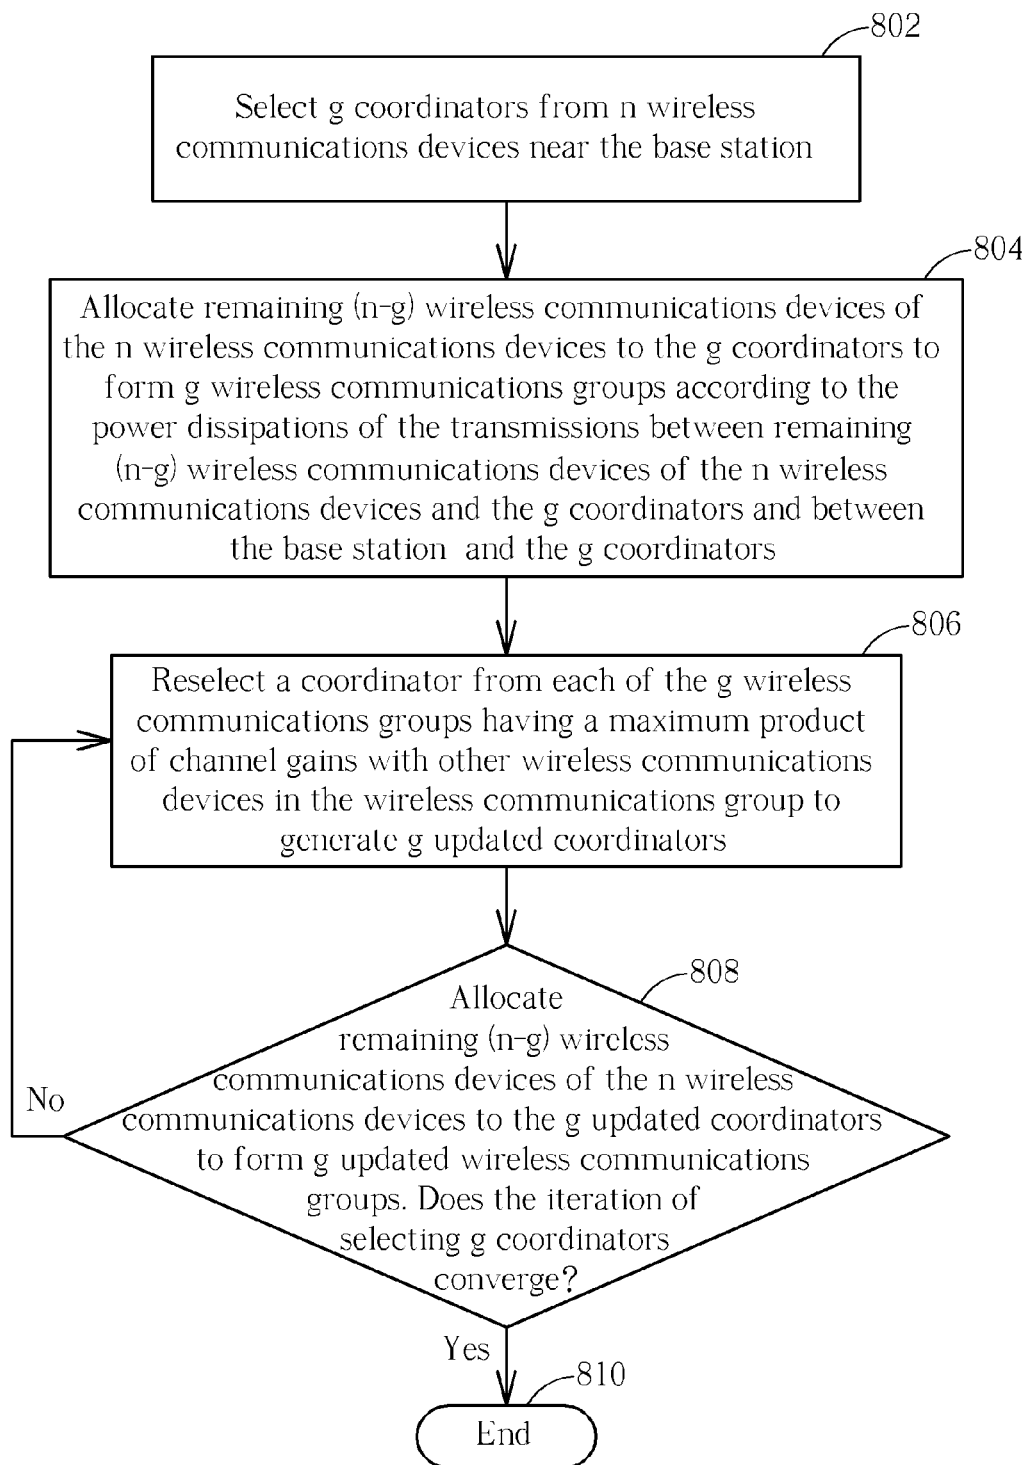 802
Select g coordinators from n wireless
communications devices near the base station
804
Allocate remaining (n-g) wireless communications devices of
the n wireless communications devices to the g coordinators to
form g wireless communications groups according to the
power dissipations of the transmissions between remaining
(n-g) wireless communications devices of the n wireless
communications devices and the g coordinators and between
the base station and the g coordinators
806
Reselect a coordinator from each of the g wireless
communications groups having a maximum product
of channel gains with other wireless communications
devices in the wireless communications group to
generate g updated coordinators
808
Allocate
remaining (n-g) wireless
communications devices of the n wireless
communications devices to the g updated coordinators
to form g updated wireless communications
groups. Does the iteration of
selecting g coordinators
converge?
No
Yes
810
End